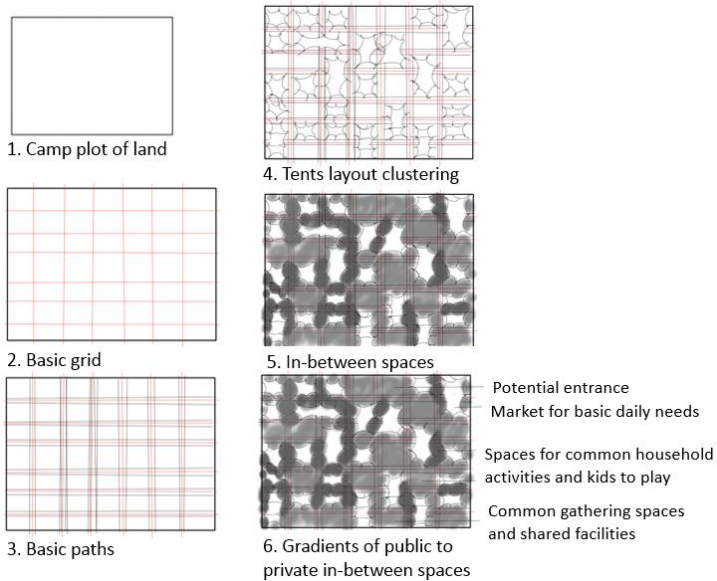 1. Camp plot of land
2. Basic grid
3. Basic paths
4. Tents layout clustering
5. In-between spaces
6. Gradients of public to
private in-between spaces
Potential entrance
Market for basic daily needs
Spaces for common household
activities and kids to play
Common gathering spaces
and shared facilities